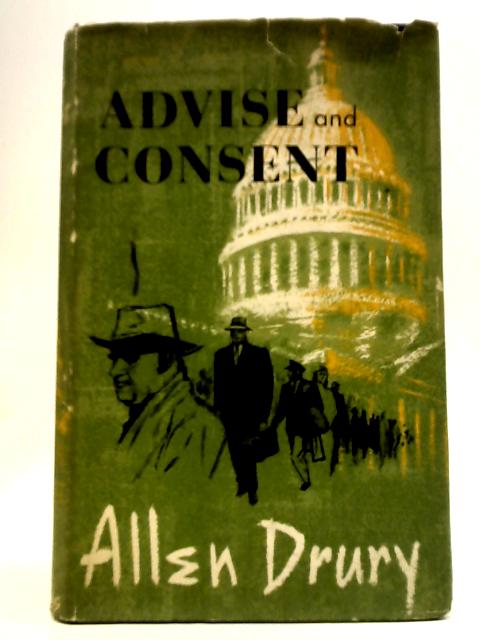 ADVISE and
CONSENT
Allen Drury